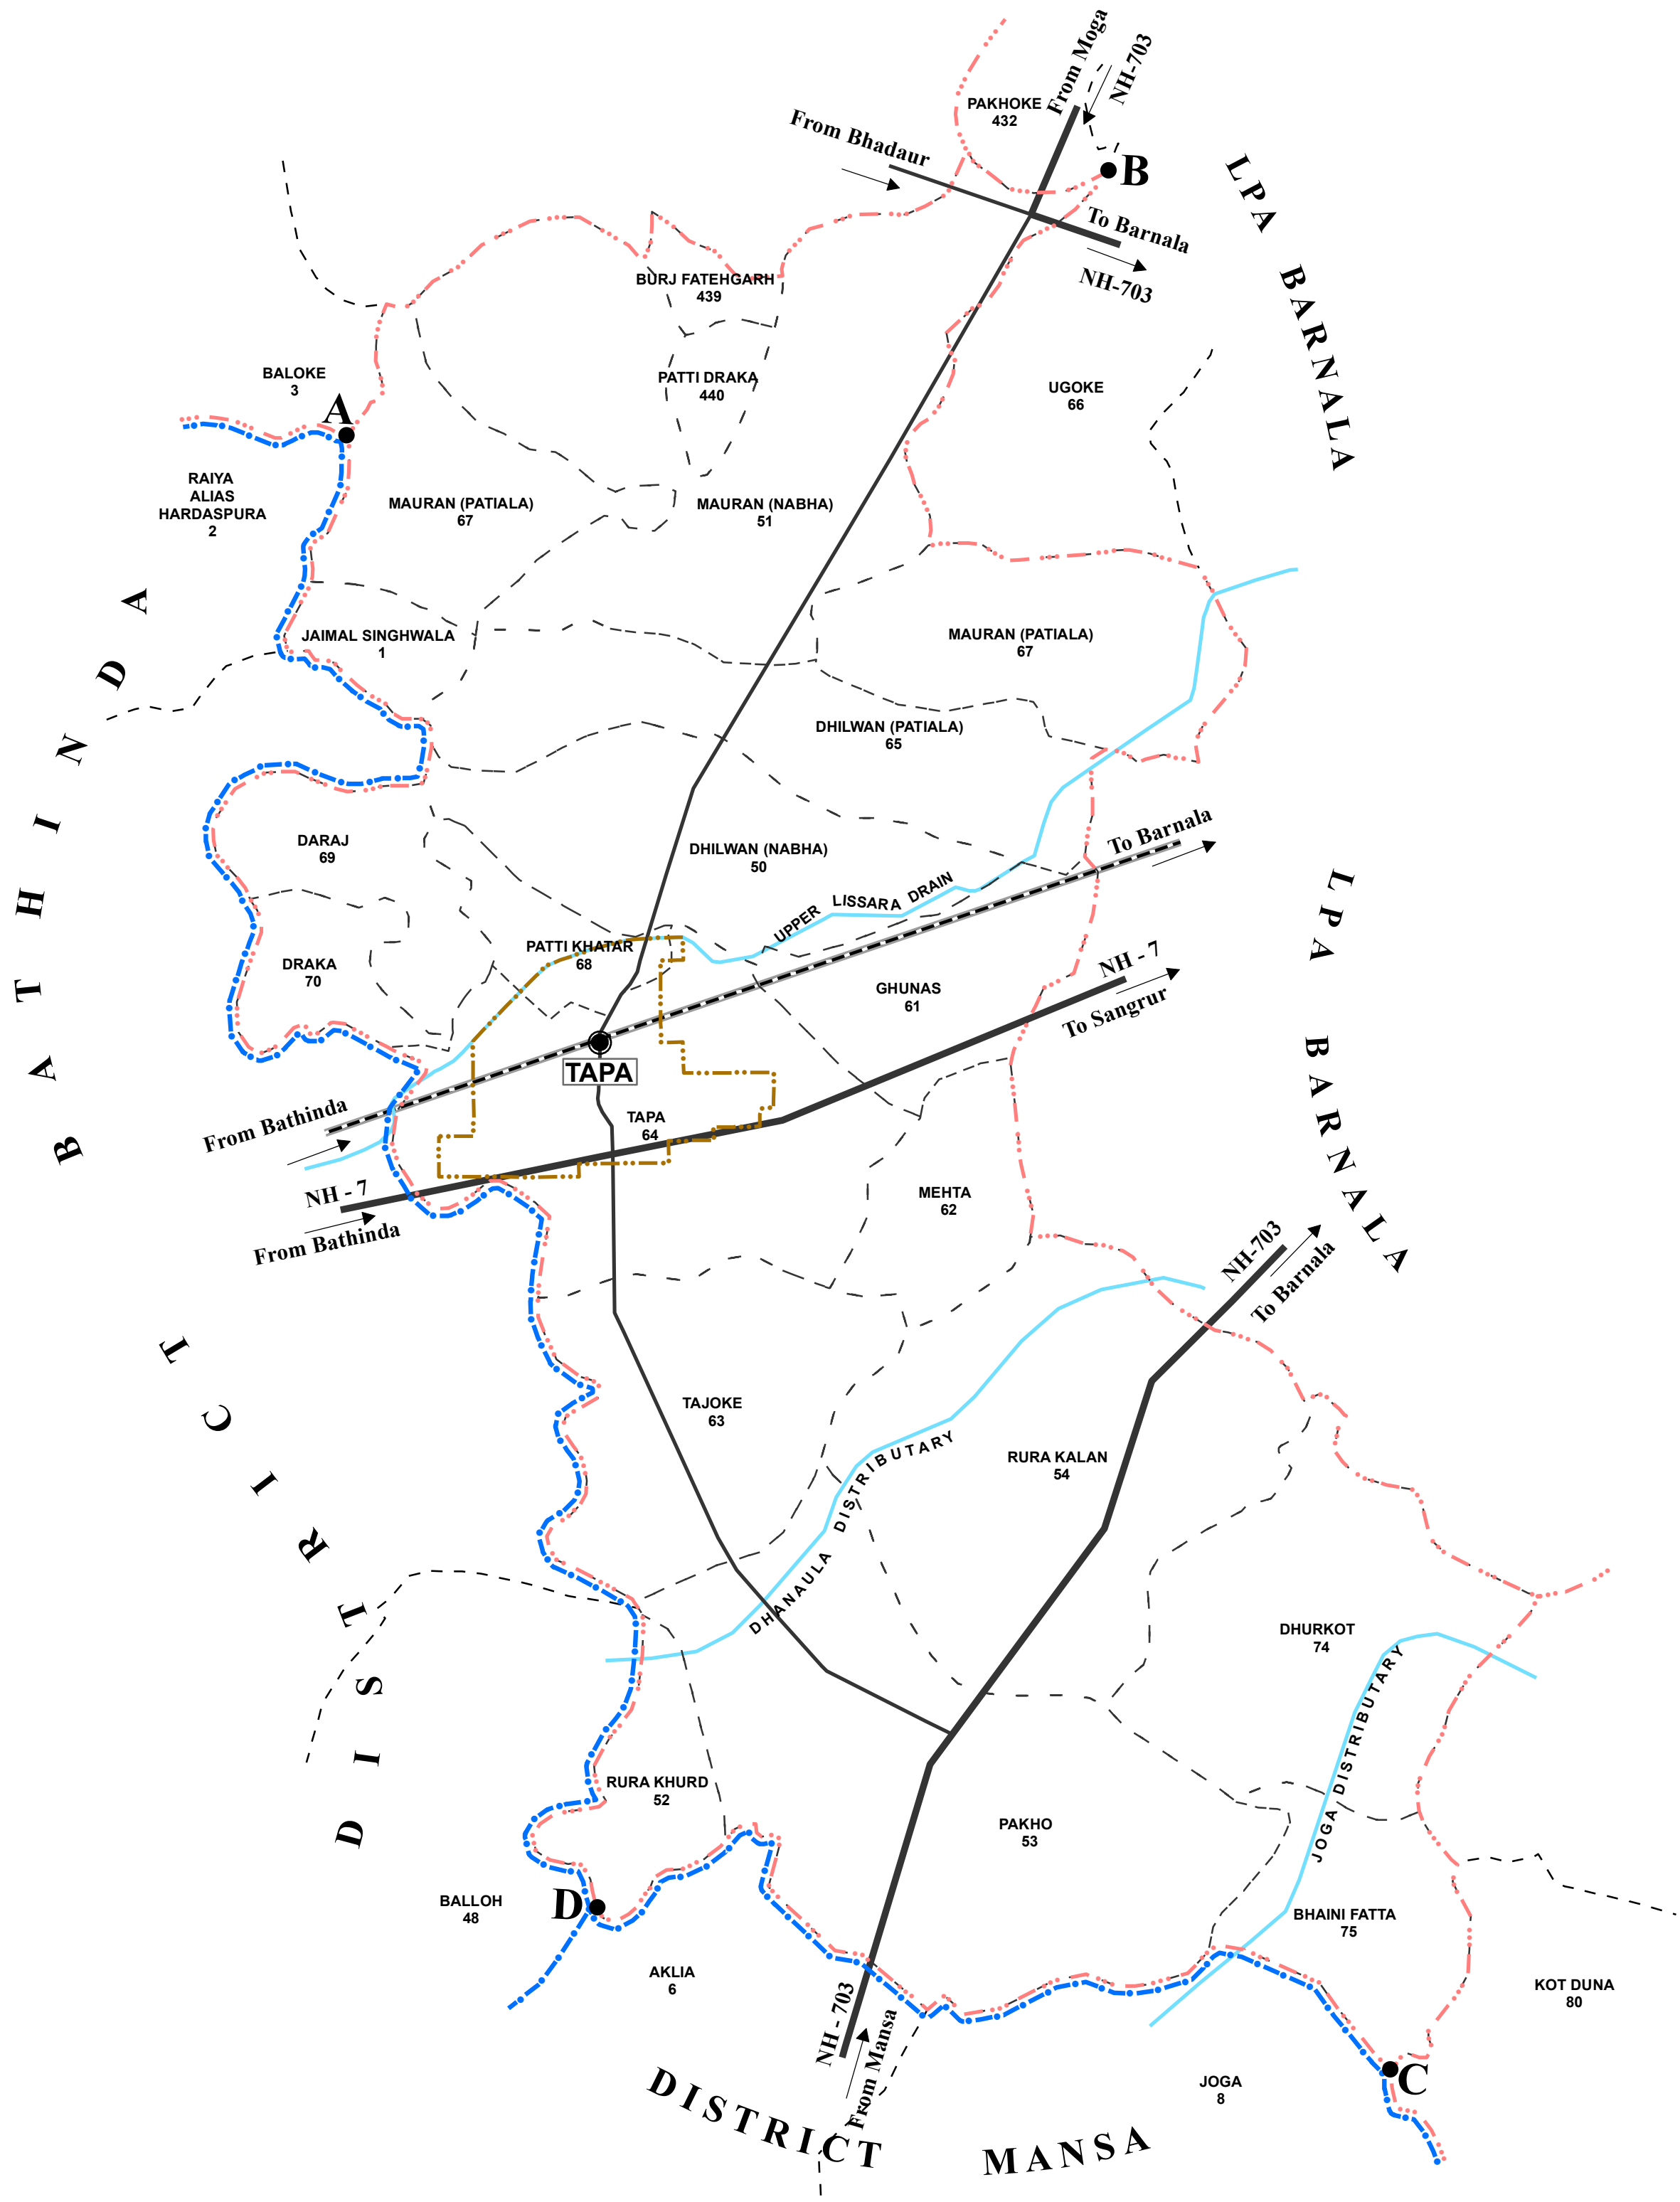 From Moga
NH-703
PAKHOKE
432
From Bhadaur
B
To Barnala
NH-703
LPA BARNALA
BURJ FATEHGARH
439
BALOKE
3
A
PATTI DRAKA
440
UGOKE
66
RAIYA
ALIAS
HARDASPURA
2
MAURAN (PATIALA)
67
MAURAN (NABHA)
51
JAIMAL SINGHWALA
1
MAURAN (PATIALA)
67
DHILWAN (PATIALA)
65
DARAJ
69
DHILWAN (NABHA)
50
To Barnala
UPPER LISSARA DRAIN
PATTI KHATAR
68
DRAKA
70
GHUNAS
61
NH - 7
To Sangrur
LPA BARNALA
TAPA
TAPA
64
From Bathinda
NH - 7
From Bathinda
MEHTA
62
NH-703
To Barnala
DISTRICT BATHINDA
TAJOKE
63
RURA KALAN
54
DHANAULA DISTRIBUTARY
DHURKOT
74
JOGA DISTRIBUTARY
RURA KHURD
52
PAKHO
53
BALLOH
48
D
BHAINI FATTA
75
AKLIA
6
KOT DUNA
80
NH - 703
From Mansa
JOGA
8
C
DISTRICT MANSA